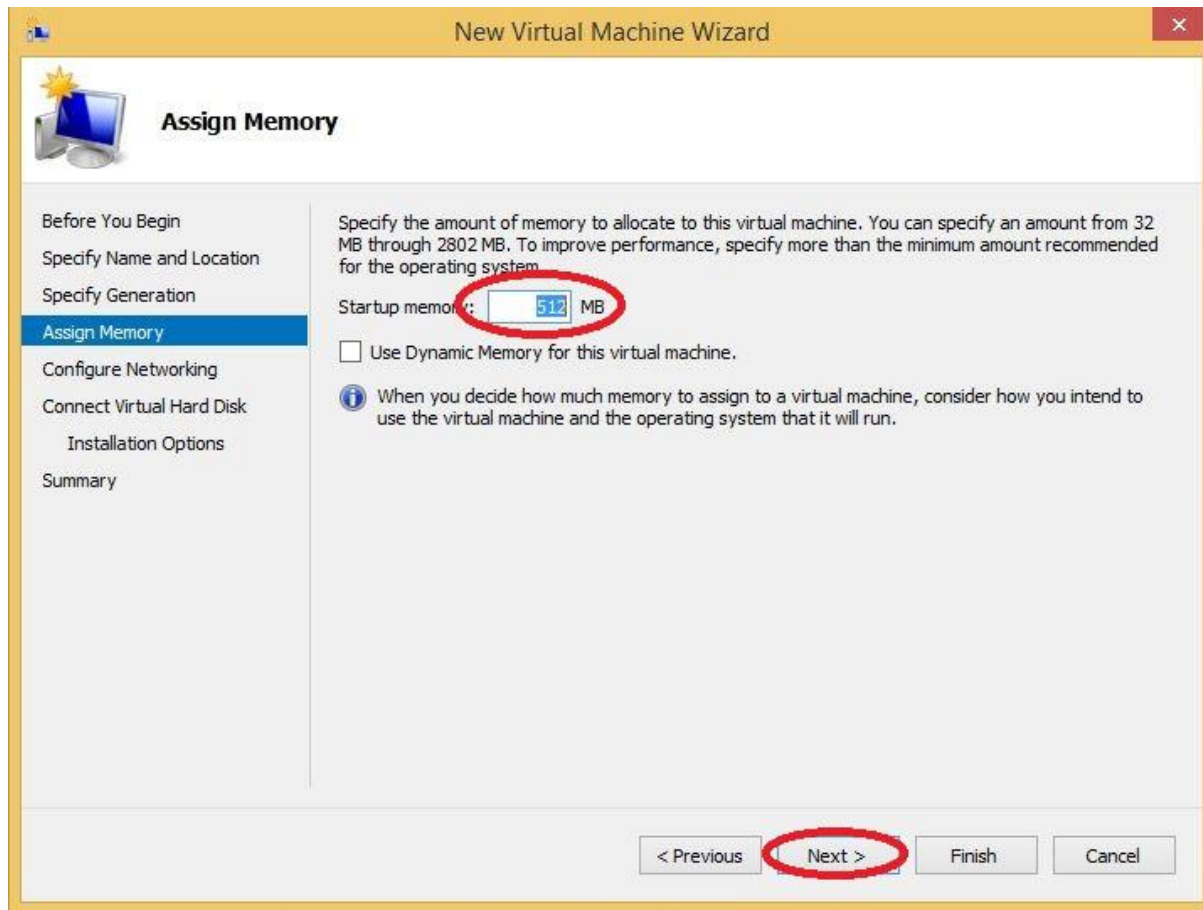 New Virtual Machine Wizard
Assign Memory
Before You Begin
Specify Name and Location
Specify Generation
Assign Memory
Configure Networking
Connect Virtual Hard Disk
Installation Options
Summary
Specify the amount of memory to allocate to this virtual machine. You can specify an amount from 32
MB through 2802 MB. To improve performance, specify more than the minimum amount recommended
for the operating system.
Startup memory: 512 MB
Use Dynamic Memory for this virtual machine.
When you decide how much memory to assign to a virtual machine, consider how you intend to
use the virtual machine and the operating system that it will run.
< Previous
Next >
Finish
Cancel